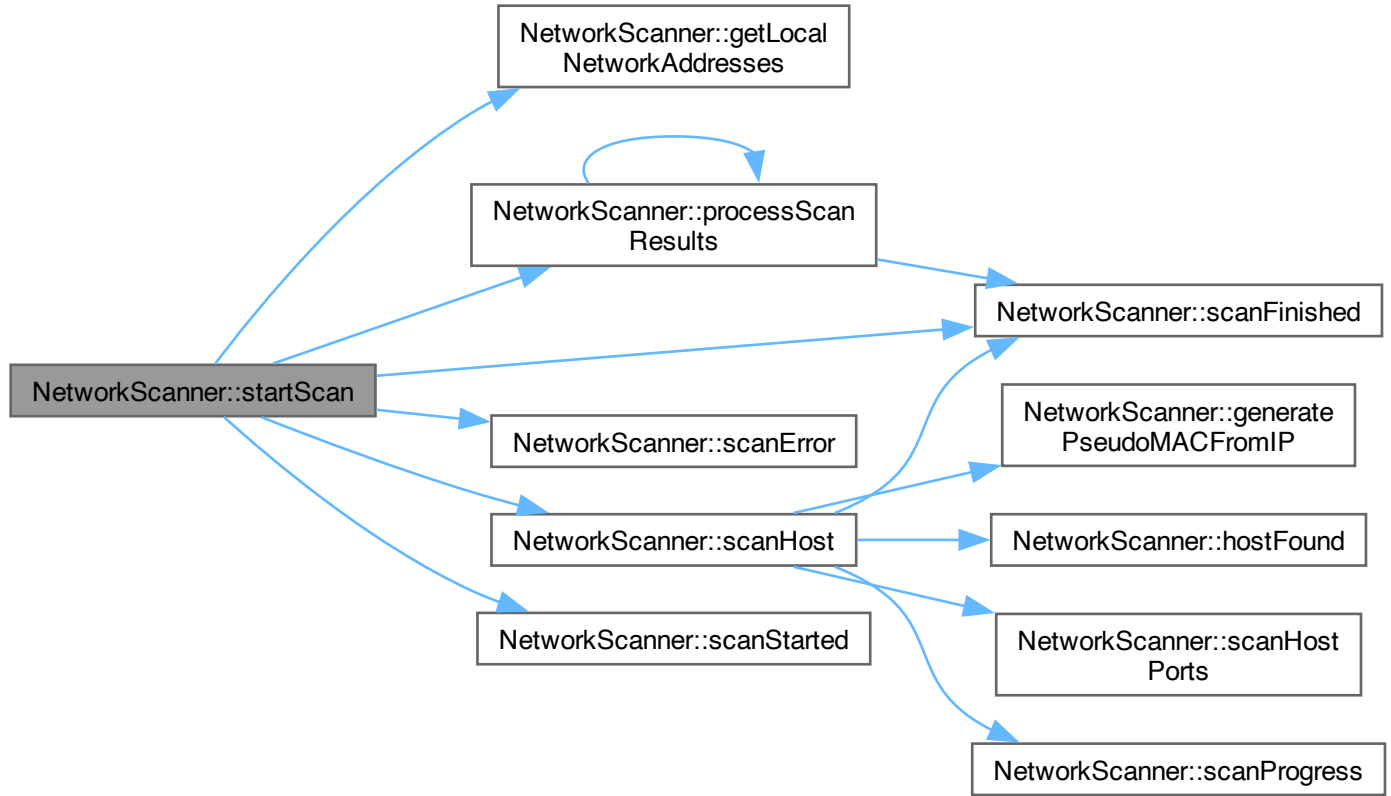 NetworkScanner::getLocal
NetworkAddresses
NetworkScanner::processScan
Results
NetworkScanner::scanFinished
NetworkScanner::startScan
NetworkScanner::generate
PseudoMACFromIP
NetworkScanner::scanError
NetworkScanner::scanHost
NetworkScanner::hostFound
NetworkScanner::scanStarted
NetworkScanner::scanHost
Ports
NetworkScanner::scanProgress